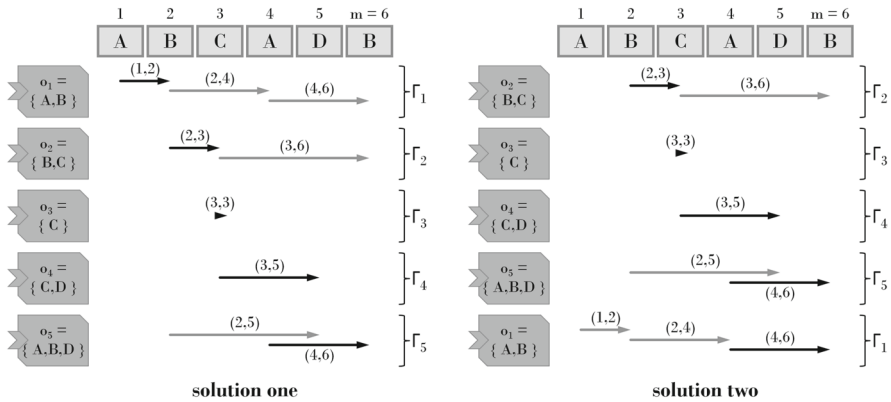 1 2 3 4 5 m = 6
A B C A D B
o1 = { A,B }
(1,2) (2,4) (4,6) Γ1
o2 = { B,C }
(2,3) (3,6) Γ2
o3 = { C }
(3,3) Γ3
o4 = { C,D }
(3,5) Γ4
o5 = { A,B,D }
(2,5) (4,6) Γ5
solution one
1 2 3 4 5 m = 6
A B C A D B
o2 = { B,C }
(2,3) (3,6) Γ2
o3 = { C }
(3,3) Γ3
o4 = { C,D }
(3,5) Γ4
o5 = { A,B,D }
(2,5) (4,6) Γ5
o1 = { A,B }
(1,2) (2,4) (4,6) Γ1
solution two